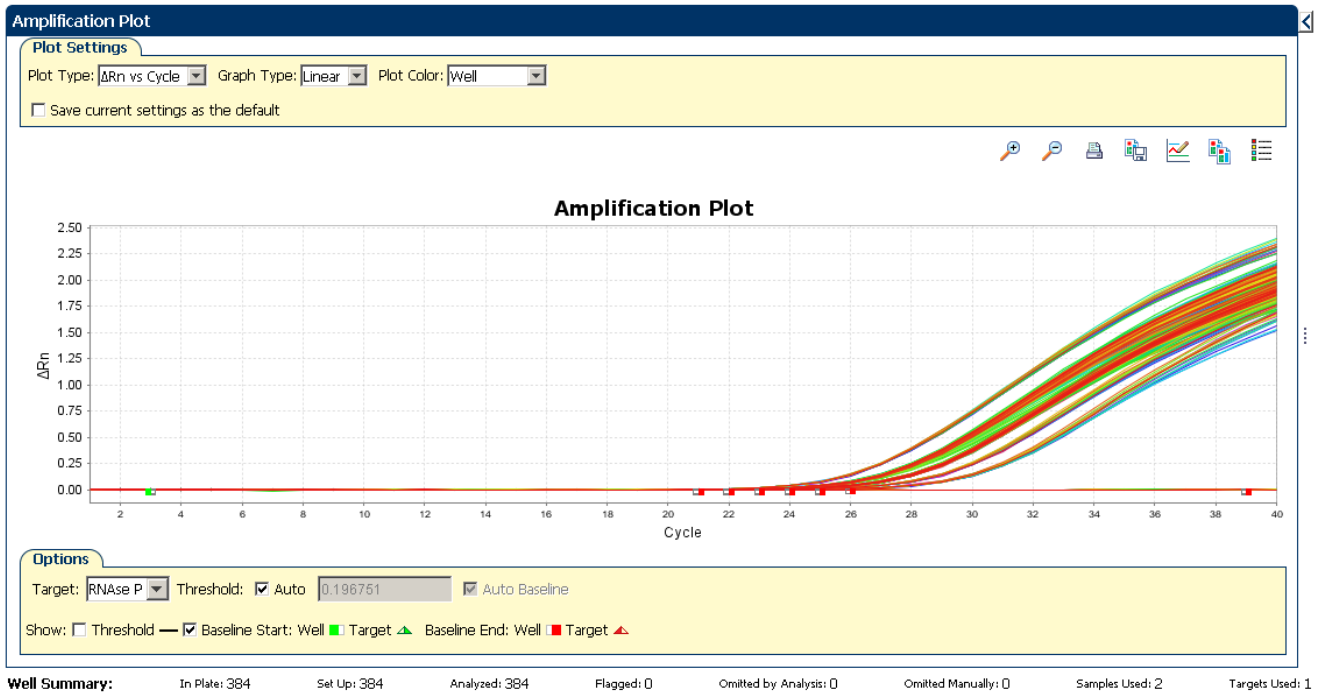 Amplification Plot
Plot Settings
Plot Type: ΔRn vs Cycle Graph Type: Linear Plot Color: Well
Save current settings as the default
Amplification Plot
2.50
2.25
2.00
1.75
1.50
1.25
1.00
0.75
0.50
0.25
0.00
ΔRn
2 4 6 8 10 12 14 16 18 20 22 24 26 28 30 32 34 36 38 40
Cycle
Options
Target: RNAse P Threshold: Auto 0.196751 Auto Baseline
Show: Threshold Baseline Start: Well Target Baseline End: Well Target
Well Summary: In Plate: 384 Set Up: 384 Analyzed: 384 Flagged: 0 Omitted by Analysis: 0 Omitted Manually: 0 Samples Used: 2 Targets Used: 1